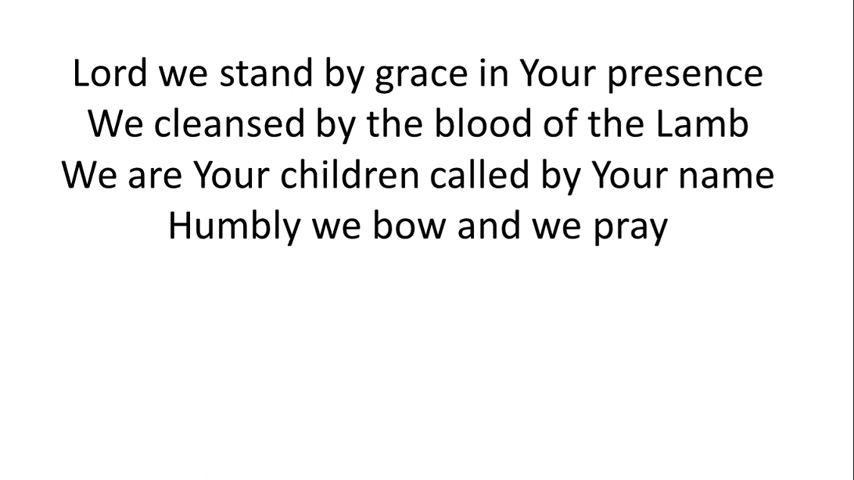 Lord we stand by grace in Your presence
We cleansed by the blood of the Lamb
We are Your children called by Your name
Humbly we bow and we pray